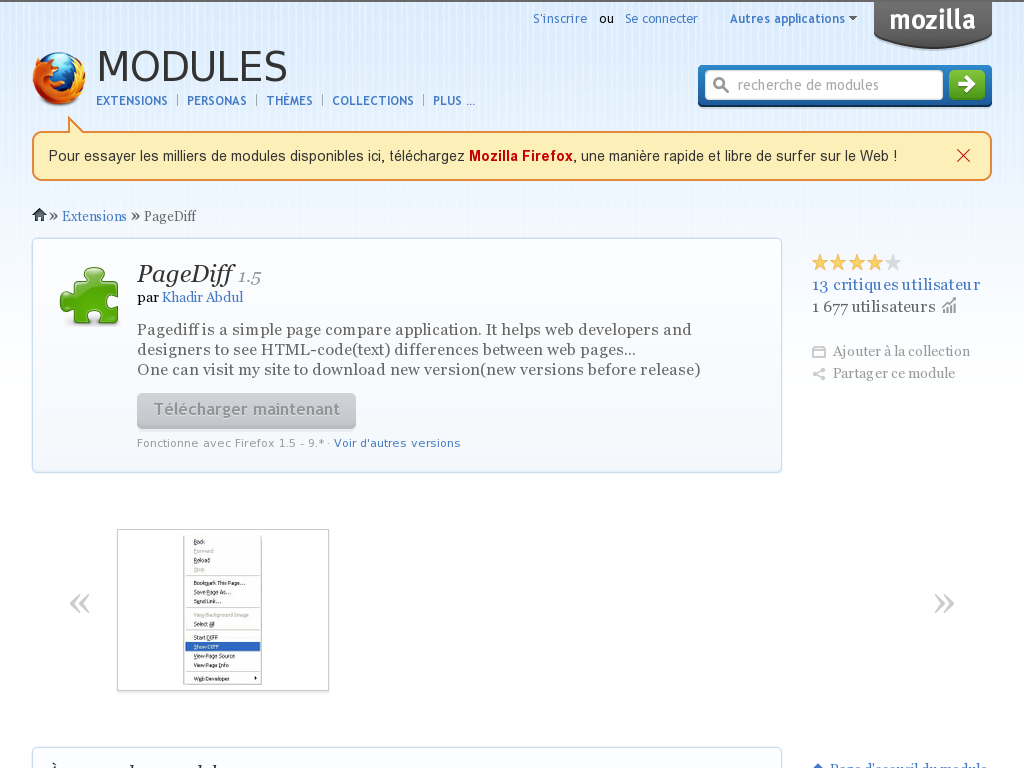 S'inscrire ou Se connecter Autres applications
mozilla
MODULES
EXTENSIONS PERSONAS THÈMES COLLECTIONS PLUS ...
recherche de modules
Pour essayer les milliers de modules disponibles ici, téléchargez Mozilla Firefox, une manière rapide et libre de surfer sur le Web !
» Extensions » PageDiff
PageDiff 1.5
par Khadir Abdul
Pagediff is a simple page compare application. It helps web developers and
designers to see HTML-code(text) differences between web pages...
One can visit my site to download new version(new versions before release)
Télécharger maintenant
Fonctionne avec Firefox 1.5 - 9.* · Voir d'autres versions
13 critiques utilisateur
1 677 utilisateurs
Ajouter à la collection
Partager ce module
«
Back
Forward
Reload
Stop
Bookmark This Page...
Save Page As...
Send Link...
View Background Image
Select All
Start DIFF
Show DIFF
View Page Source
View Page Info
Web Developer
»
Page d'accueil du module